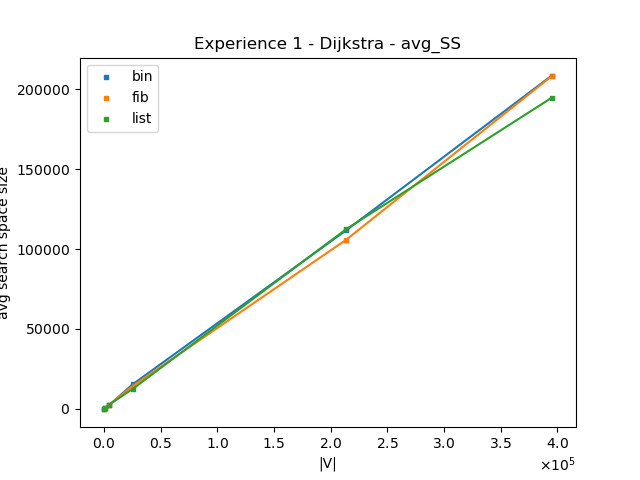 Experience 1 - Dijkstra - avg_SS
bin
fib
list
avg search space size
200000
150000
100000
50000
0
0.0 0.5 1.0 1.5 2.0 2.5 3.0 3.5 4.0
|V|
×10⁵